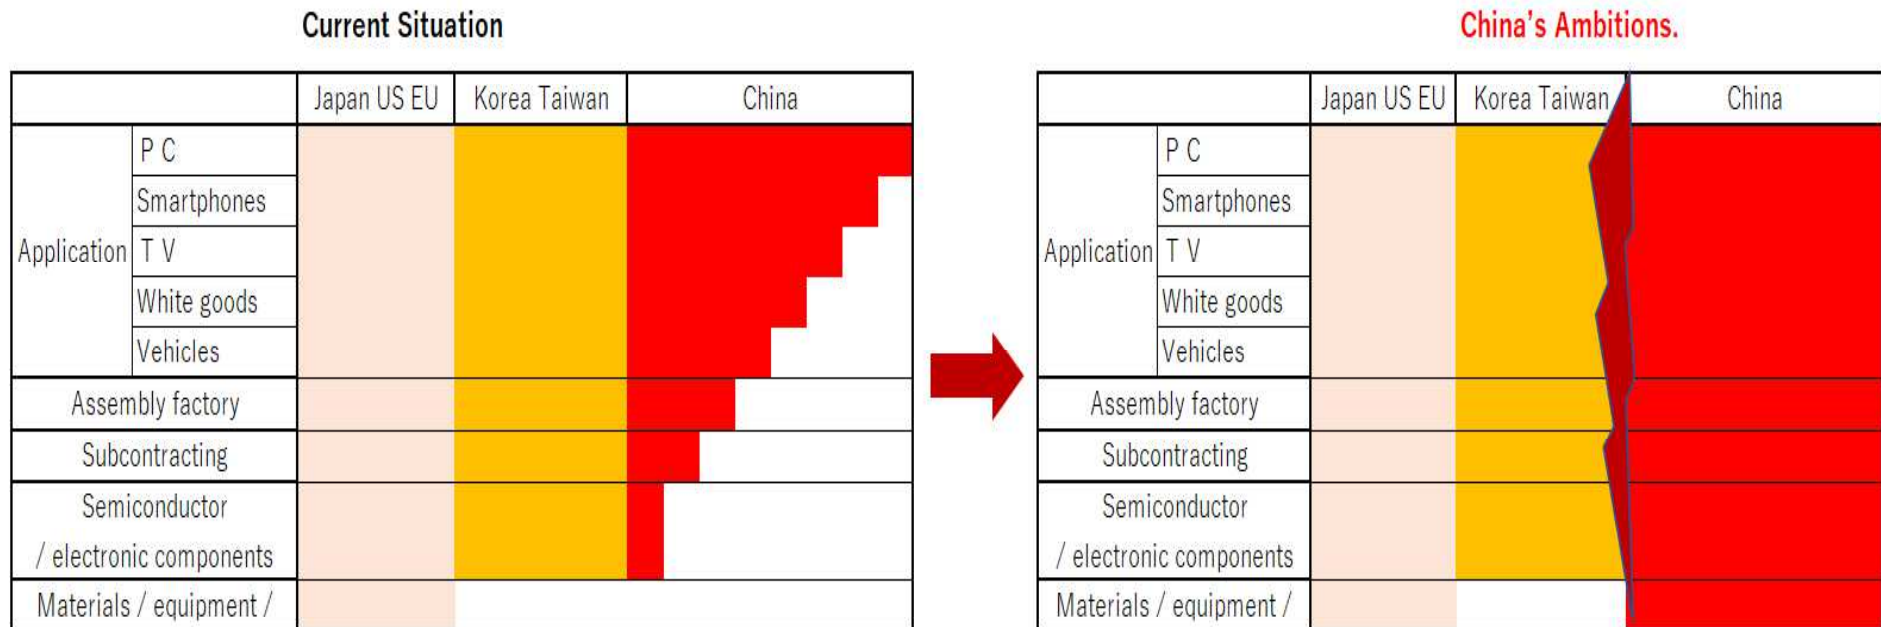 Current Situation
China's Ambitions.
Japan US EU
Korea Taiwan
China
Application
P C
Smartphones
T V
White goods
Vehicles
Assembly factory
Subcontracting
Semiconductor
/ electronic components
Materials / equipment /
Japan US EU
Korea Taiwan
China
Application
P C
Smartphones
T V
White goods
Vehicles
Assembly factory
Subcontracting
Semiconductor
/ electronic components
Materials / equipment /